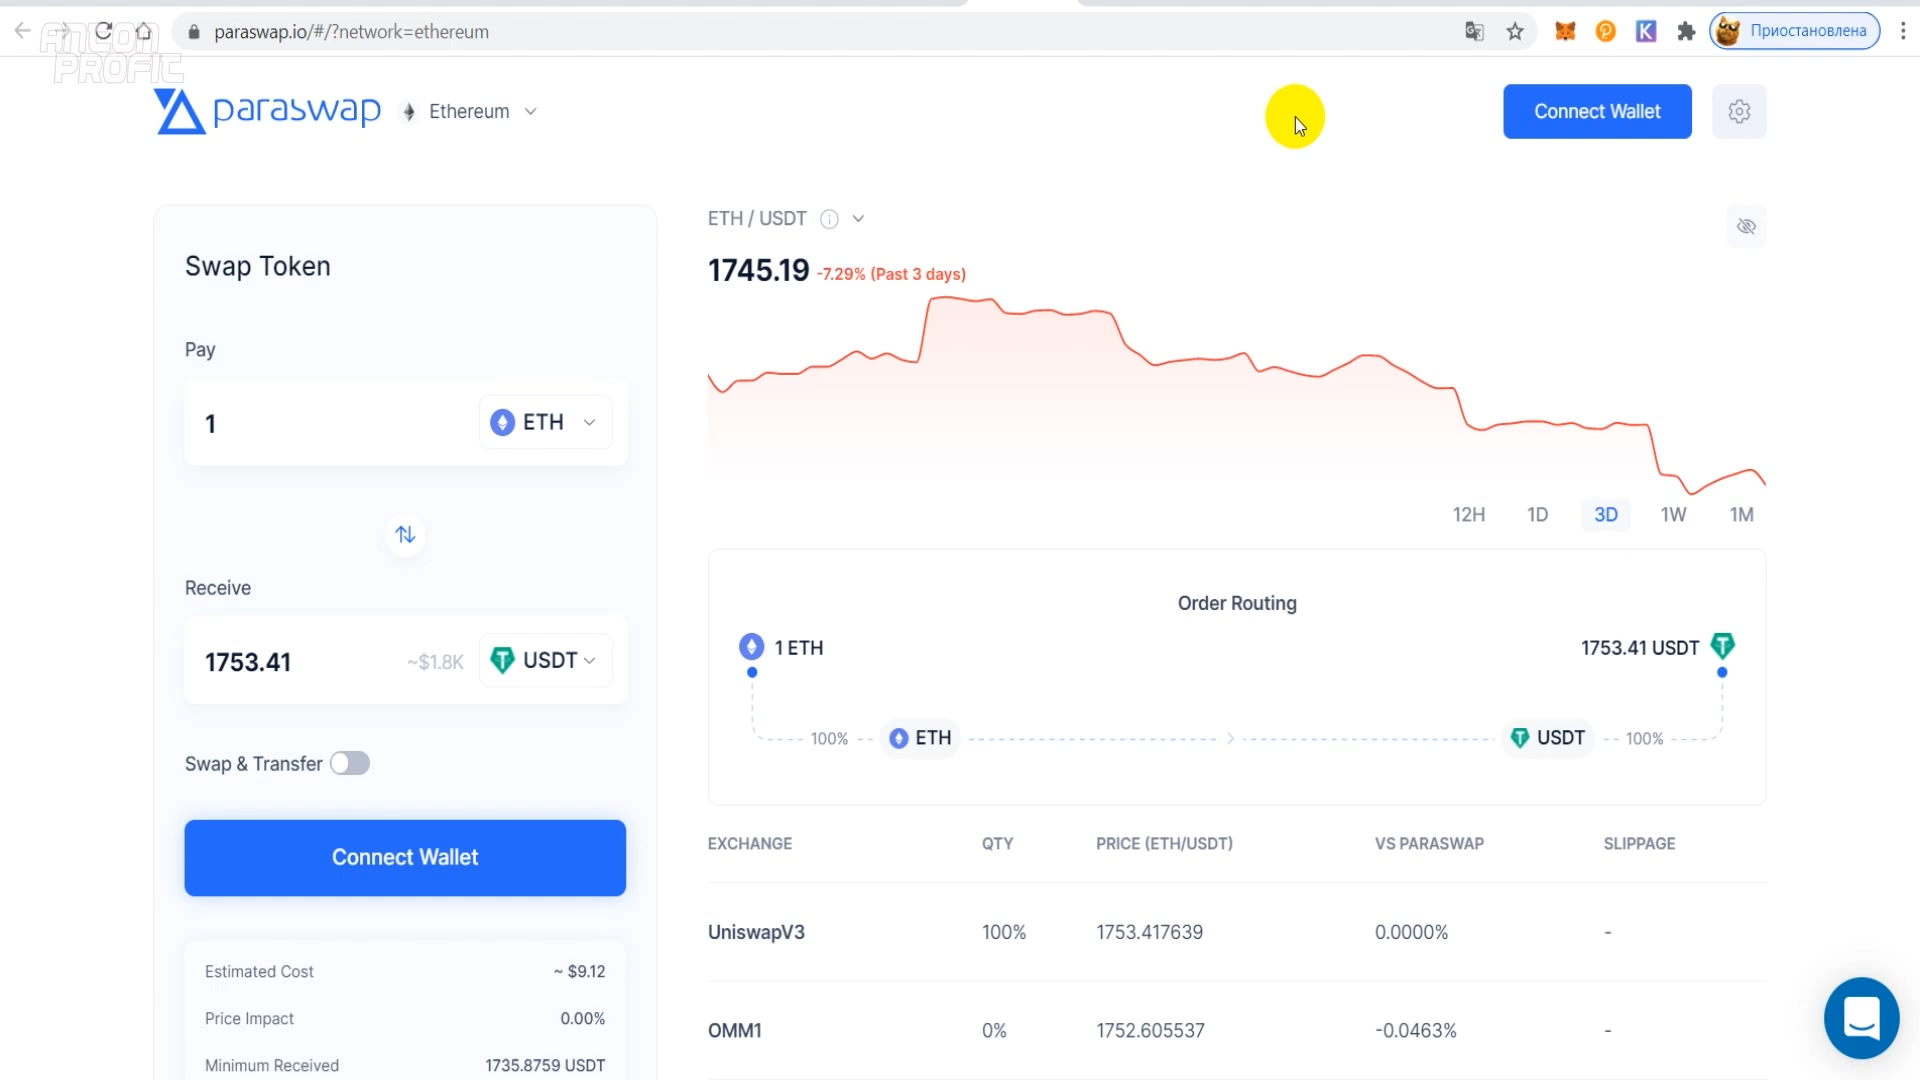 ANTON
PROFIT
paraswap.io/#/?network=ethereum
Приостановлена
paraswap
Ethereum
Connect Wallet
Swap Token
Pay
1
ETH
Receive
1753.41 ~$1.8K USDT
Swap & Transfer
Connect Wallet
Estimated Cost ~ $9.12
Price Impact 0.00%
Minimum Received 1735.8759 USDT
ETH / USDT
1745.19 -7.29% (Past 3 days)
12H 1D 3D 1W 1M
Order Routing
1 ETH 1753.41 USDT
100% ETH USDT 100%
EXCHANGE QTY PRICE (ETH/USDT) VS PARASWAP SLIPPAGE
UniswapV3 100% 1753.417639 0.0000% -
OMM1 0% 1752.605537 -0.0463% -